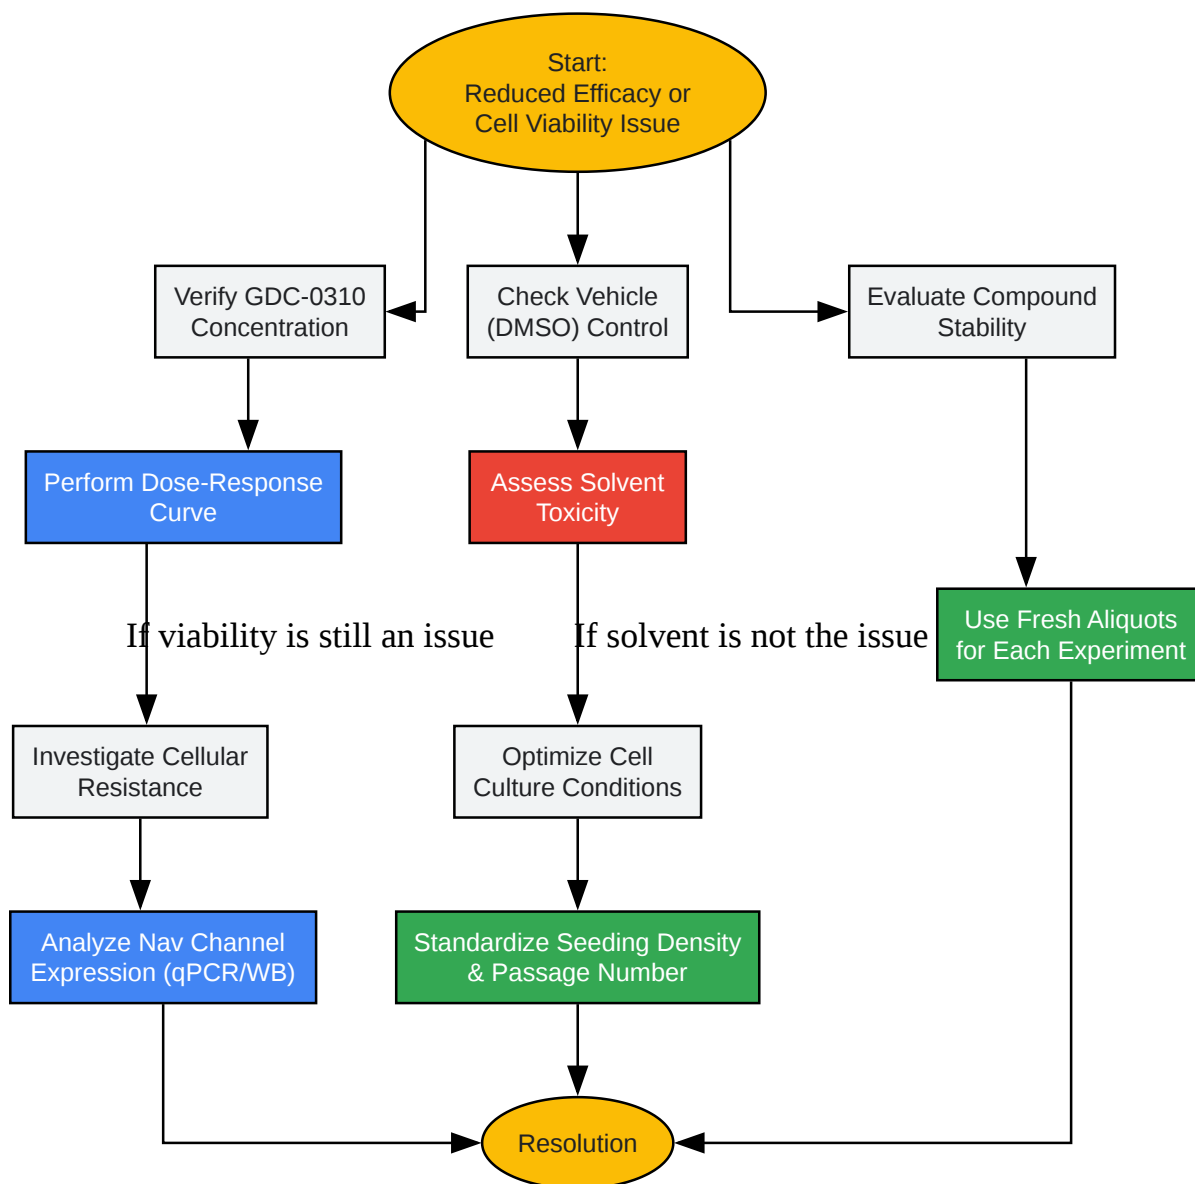 Start:
Reduced Efficacy or
Cell Viability Issue
Verify GDC-0310
Concentration
Check Vehicle
(DMSO) Control
Evaluate Compound
Stability
Perform Dose-Response
Curve
Assess Solvent
Toxicity
Use Fresh Aliquots
for Each Experiment
If viability is still an issue
If solvent is not the issue
Investigate Cellular
Resistance
Optimize Cell
Culture Conditions
Analyze Nav Channel
Expression (qPCR/WB)
Standardize Seeding Density
& Passage Number
Resolution